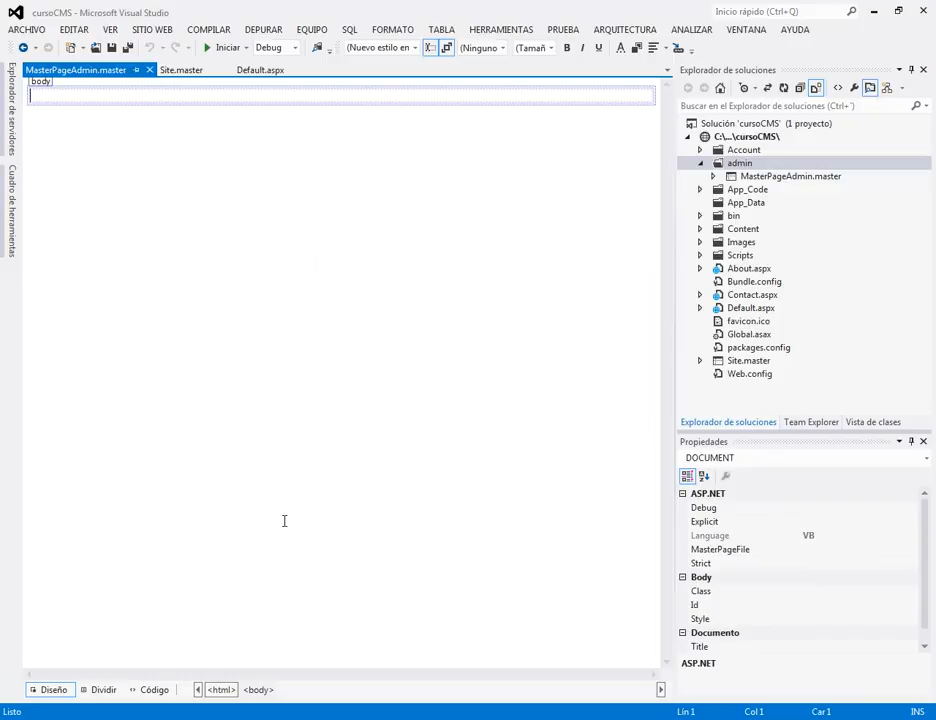 cursoCMS - Microsoft Visual Studio
Inicio rápido (Ctrl+Q)
ARCHIVO EDITAR VER SITIO WEB COMPILAR DEPURAR EQUIPO SQL FORMATO TABLA HERRAMIENTAS PRUEBA ARQUITECTURA ANALIZAR VENTANA AYUDA
Iniciar Debug (Nuevo estilo en (Ninguno (Tamañ B I U A
MasterPageAdmin.master Site.master Default.aspx
body
Explorador de servidores
Cuadro de herramientas
Explorador de soluciones
Buscar en el Explorador de soluciones (Ctrl+´)
Solución 'cursoCMS' (1 proyecto)
C:\...\cursoCMS\
Account
admin
MasterPageAdmin.master
App_Code
App_Data
bin
Content
Images
Scripts
About.aspx
Bundle.config
Contact.aspx
Default.aspx
favicon.ico
Global.asax
packages.config
Site.master
Web.config
Explorador de soluciones Team Explorer Vista de clases
Propiedades
DOCUMENT
ASP.NET
Debug
Explicit
Language VB
MasterPageFile
Strict
Body
Class
Id
Style
Documento
Title
ASP.NET
Diseño Dividir Código <html> <body>
Listo Lín 1 Col 1 Car 1 INS